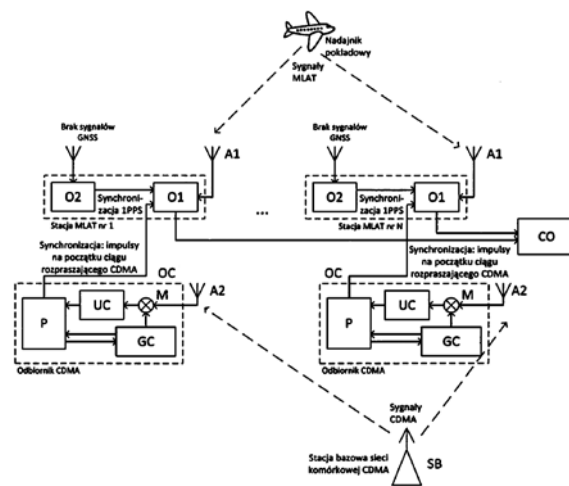 Nadajnik
pokładowy
Sygnały
MLAT
Brak sygnałów
GNSS
A1
O2
Synchroni-
zacja 1PPS
O1
Stacja MLAT nr 1
...
Brak sygnałów
GNSS
A1
O2
Synchroni-
zacja 1PPS
O1
Stacja MLAT nr N
CO
Synchronizacja: impulsy
na początku ciągu
rozpraszającego CDMA
OC
A2
P
UC
M
GC
r
Odbiornik CDMA
Synchronizacja: impulsy
na początku ciągu
rozpraszającego CDMA
OC
A2
P
UC
M
GC
Odbiornik CDMA
Sygnały
CDMA
Stacja bazowa sieci
komórkowej CDMA
SB